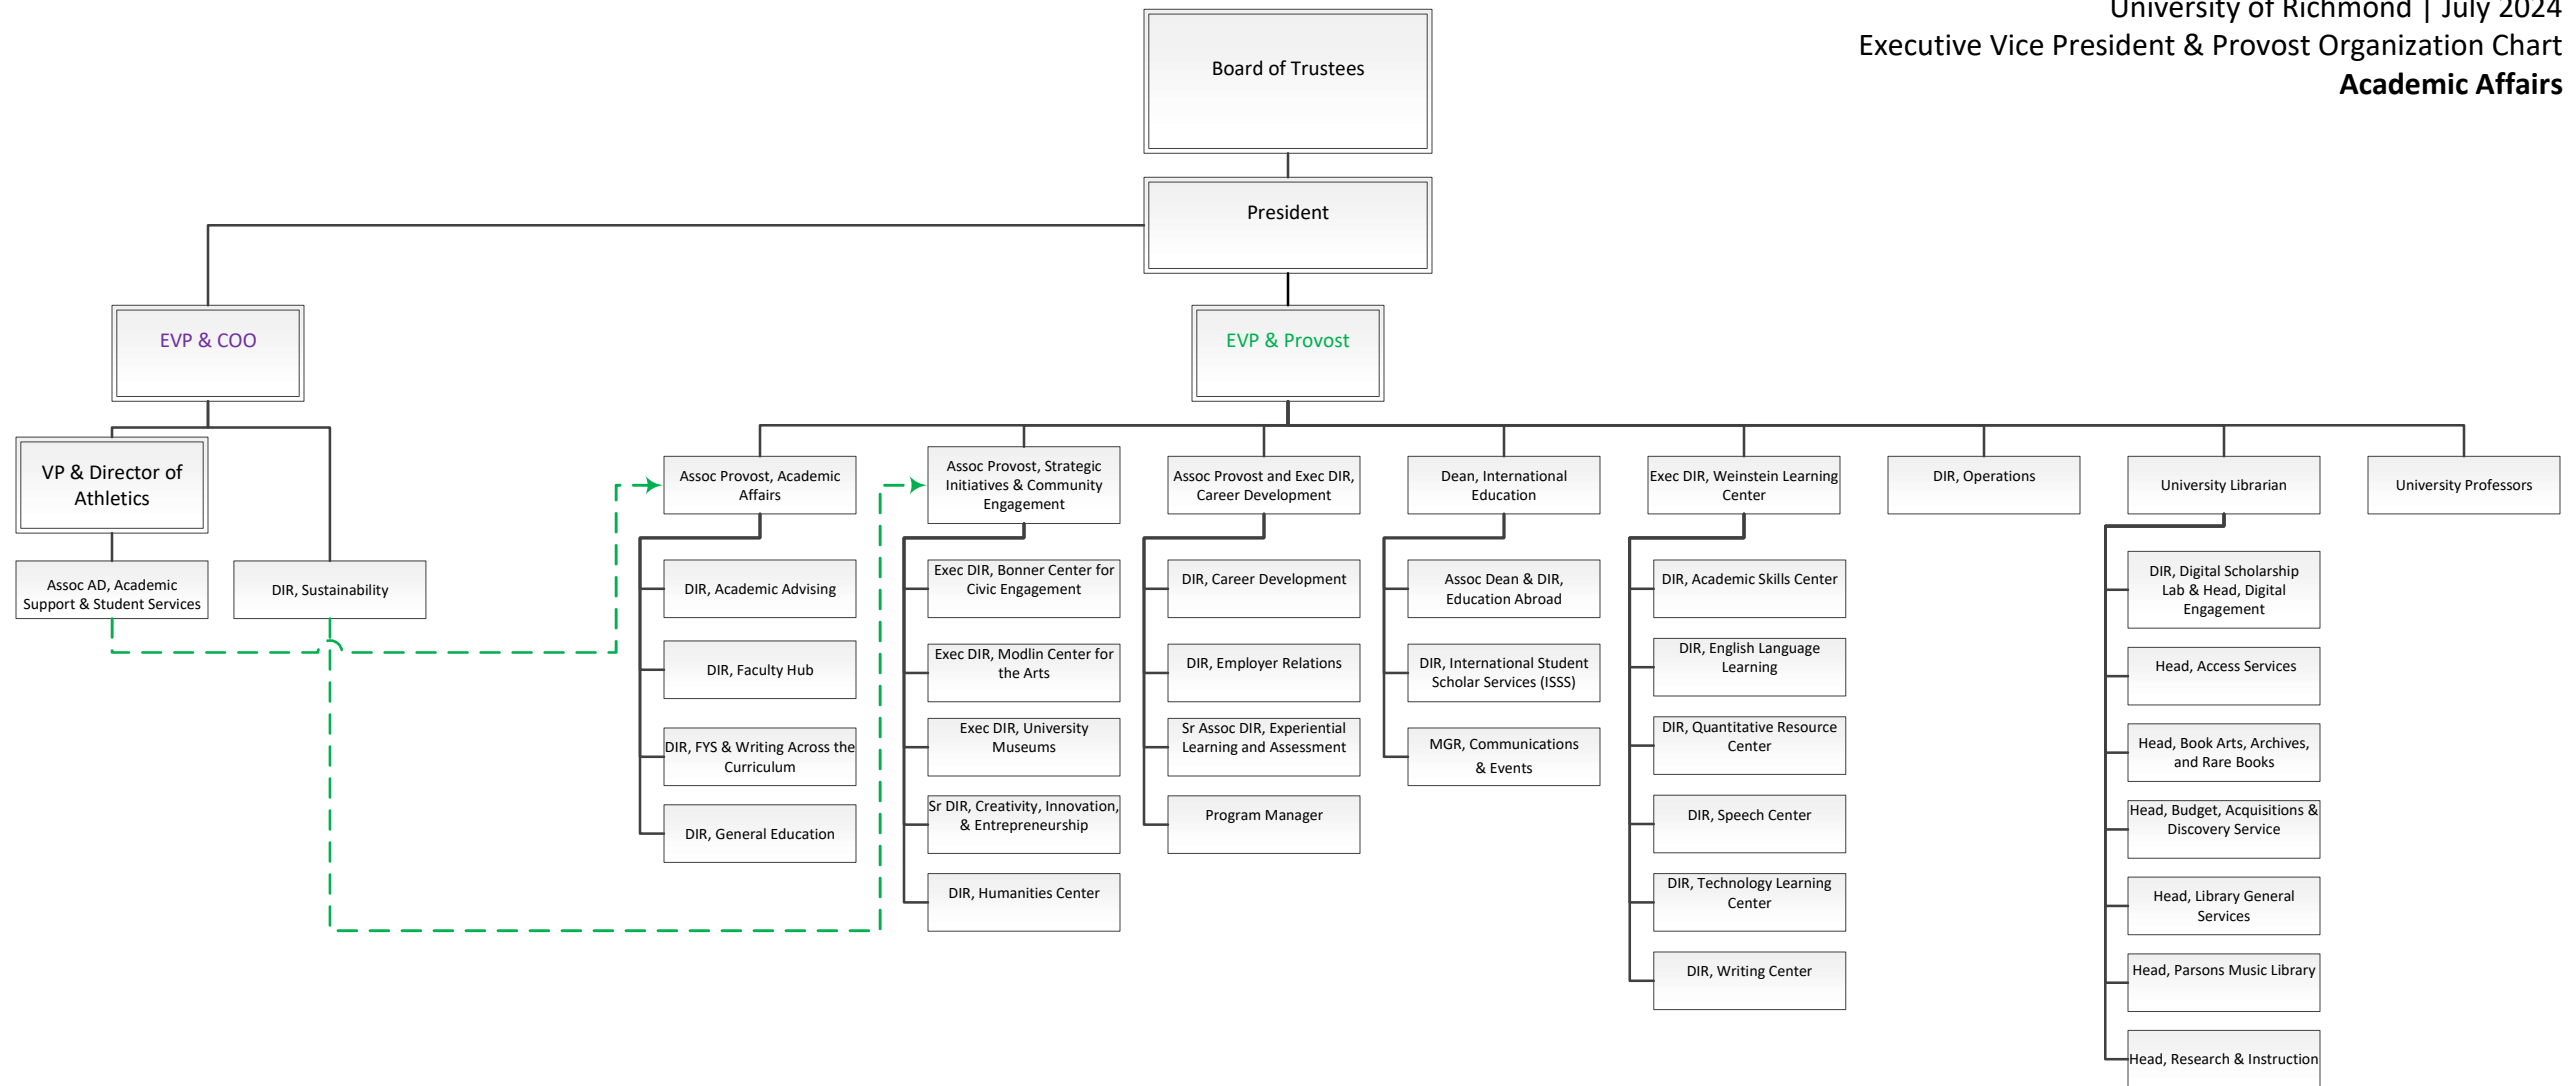 University of Richmond | July 2024
Executive Vice President & Provost Organization Chart
Academic Affairs
Board of Trustees
President
EVP & COO
EVP & Provost
VP & Director of
Athletics
Assoc AD, Academic
Support & Student Services
DIR, Sustainability
Assoc Provost, Academic
Affairs
DIR, Academic Advising
DIR, Faculty Hub
DIR, FYS & Writing Across the
Curriculum
DIR, General Education
Assoc Provost, Strategic
Initiatives & Community
Engagement
Exec DIR, Bonner Center for
Civic Engagement
Exec DIR, Modlin Center for
the Arts
Exec DIR, University
Museums
Sr DIR, Creativity, Innovation,
& Entrepreneurship
DIR, Humanities Center
Assoc Provost and Exec DIR,
Career Development
DIR, Career Development
DIR, Employer Relations
Sr Assoc DIR, Experiential
Learning and Assessment
Program Manager
Dean, International
Education
Assoc Dean & DIR,
Education Abroad
DIR, International Student
Scholar Services (ISSS)
MGR, Communications
& Events
Exec DIR, Weinstein Learning
Center
DIR, Academic Skills Center
DIR, English Language
Learning
DIR, Quantitative Resource
Center
DIR, Speech Center
DIR, Technology Learning
Center
DIR, Writing Center
DIR, Operations
University Librarian
DIR, Digital Scholarship
Lab & Head, Digital
Engagement
Head, Access Services
Head, Book Arts, Archives,
and Rare Books
Head, Budget, Acquisitions &
Discovery Service
Head, Library General
Services
Head, Parsons Music Library
Head, Research & Instruction
University Professors